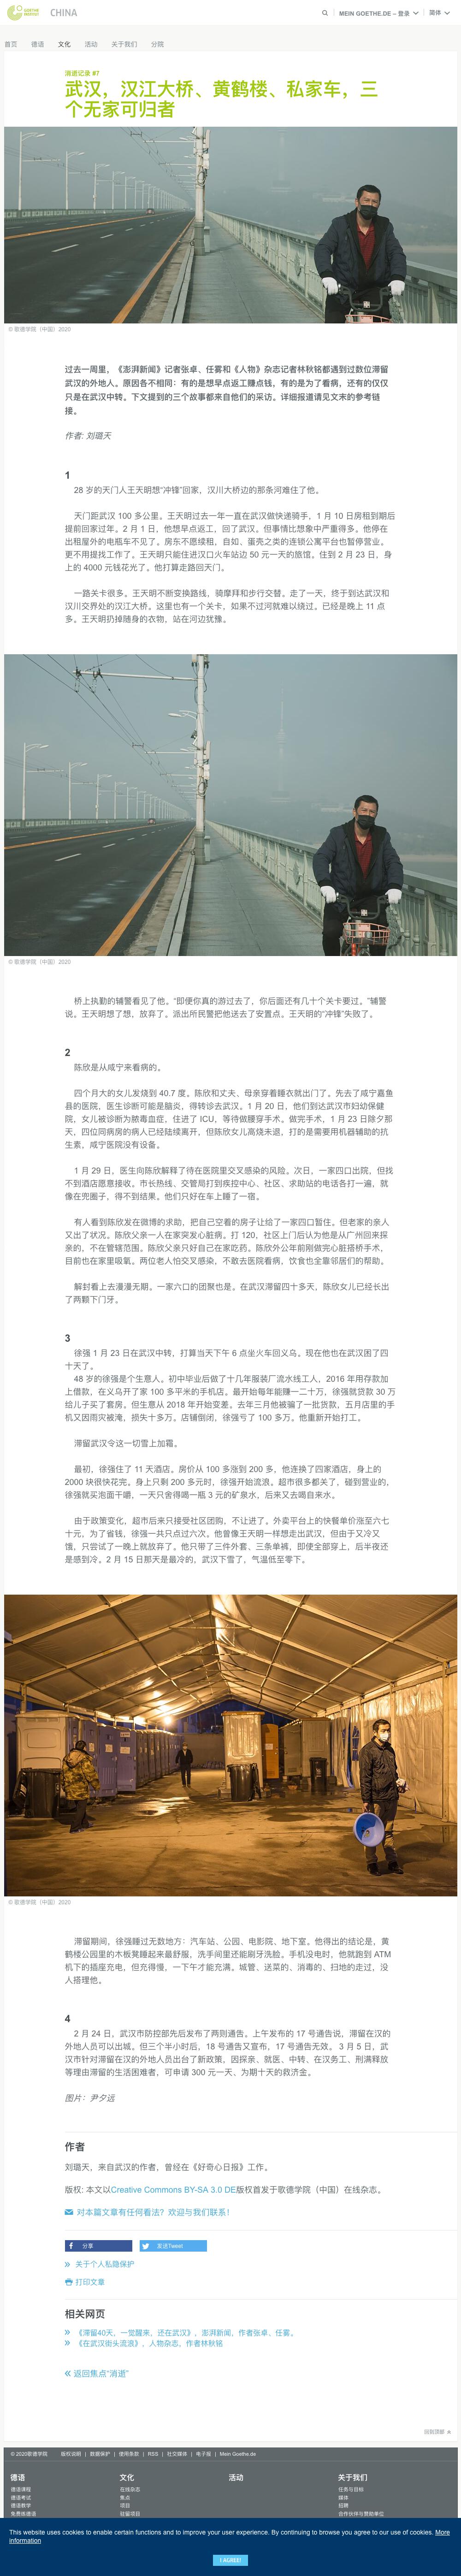 GOETHE INSTITUT
CHINA
MEIN GOETHE.DE – 登录
简体
首页 德语 文化 活动 关于我们 分院
消逝记录 #7
武汉，汉江大桥、黄鹤楼、私家车，三
个无家可归者
© 歌德学院（中国）2020
过去一周里，《澎湃新闻》记者张卓、任雾和《人物》杂志记者林秋铭都遇到过数位滞留
武汉的外地人。原因各不相同：有的是想早点返工赚点钱，有的是为了看病，还有的仅仅
只是在武汉中转。下文提到的三个故事都来自他们的采访。详细报道请见文末的参考链
接。
作者: 刘璐天
1
28 岁的天门人王天明想“冲锋”回家，汉川大桥边的那条河难住了他。
天门距武汉 100 多公里。王天明过去一年一直在武汉做快递骑手，1 月 10 日房租到期后
提前回家过年。2 月 1 日，他想早点返工，回了武汉。但事情比想象中严重得多。他停在
出租屋外的电瓶车不见了。房东不愿续租，自如、蛋壳之类的连锁公寓平台也暂停营业，
更不用提找工作了。王天明只能住进汉口火车站边 50 元一天的旅馆。住到 2 月 23 日，身
上的 4000 元钱花光了。他打算走路回天门。
一路关卡很多。王天明不断变换路线，骑摩拜和步行交替。走了一天，终于到达武汉和
汉川交界处的汉江大桥。这里也有一个关卡，如果不过河就难以绕过。已经是晚上 11 点
多。王天明扔掉随身的衣物，站在河边犹豫。
© 歌德学院（中国）2020
桥上执勤的辅警看见了他。“即便你真的游过去了，你后面还有几十个关卡要过。”辅警
说。王天明想了想，放弃了。派出所民警把他送去了安置点。王天明的“冲锋”失败了。
2
陈欣是从咸宁来看病的。
四个月大的女儿发烧到 40.7 度。陈欣和丈夫、母亲穿着睡衣就出门了。先去了咸宁嘉鱼
县的医院，医生诊断可能是脑炎，得转诊去武汉。1 月 20 日，他们到达武汉市妇幼保健
院，女儿被诊断为脓毒血症，住进了 ICU，等待做腰穿手术。做完手术，1 月 23 日除夕那
天，四位同病房的病人已经陆续离开，但陈欣女儿高烧未退，打的是需要用机器辅助的抗
生素，咸宁医院没有设备。
1 月 29 日，医生向陈欣解释了待在医院里交叉感染的风险。次日，一家四口出院，但找
不到酒店愿意接收。市长热线、交管局打到疾控中心、社区、求助站的电话各打一遍，就
像在兜圈子，得不到结果。他们只好在车上睡了一宿。
有人看到陈欣发在微博的求助，把自己空着的房子让给了一家四口暂住。但老家的亲人
又出了状况。陈欣父亲一人在家突发心脏病。打 120，社区上门后认为他是从广州回来探
亲的，不在管辖范围。陈欣父亲只好自己在家吃药。陈欣外公年前刚做完心脏搭桥手术，
目前也在家里吸氧。两位老人怕交叉感染，不敢去医院看病，饮食也全靠邻居们的帮助。
解封看上去漫漫无期。一家六口的团聚也是。在武汉滞留四十多天，陈欣女儿已经长出
了两颗下门牙。
3
徐强 1 月 23 日在武汉中转，打算当天下午 6 点坐火车回义乌。现在他也在武汉困了四
十天了。
48 岁的徐强是个生意人。初中毕业后做了十几年服装厂流水线工人，2016 年用存款加
上借款，在义乌开了家 100 多平米的手机店。最开始每年能赚一二十万，徐强就贷款 30 万
给儿子买了套房。但生意从 2018 年开始变差。去年三月他被骗了一批货款，五月店里的手
机又因雨灾被淹，损失十多万。店铺倒闭，徐强亏了 100 多万。他重新开始打工。
滞留武汉令这一切雪上加霜。
最初，徐强住了 11 天酒店。房价从 100 多涨到 200 多，他连换了四家酒店，身上的
2000 块很快花完。身上只剩 200 多元时，徐强开始流浪。超市很多都关了，碰到营业的，
徐强就买泡面干嚼，一天只舍得喝一瓶 3 元的矿泉水，后来又去喝自来水。
由于政策变化，超市后来只接受社区团购，不让进了。外卖平台上的快餐单价涨至六七
十元，为了省钱，徐强一共只点过六次。他曾像王天明一样想走出武汉，但由于又冷又
饿，只尝试了一晚上就放弃了。他只带了三件外套、三条单裤，即使全部穿上，后半夜还
是感到冷。2 月 15 日那天是最冷的，武汉下雪了，气温低至零下。
© 歌德学院（中国）2020
滞留期间，徐强睡过无数地方：汽车站、公园、电影院、地下室。他得出的结论是，黄
鹤楼公园里的木板凳睡起来最舒服，洗手间里还能刷牙洗脸。手机没电时，他就跑到 ATM
机下的插座充电，但充得慢，一下午才能充满。城管、送菜的、消毒的、扫地的走过，没
人搭理他。
4
2 月 24 日，武汉市防控部先后发布了两则通告。上午发布的 17 号通告说，滞留在汉的
外地人员可以出城。但三个半小时后，18 号通告又宣布，17 号通告无效。 3 月 5 日，武
汉市针对滞留在汉的外地人员出台了新政策，因探亲、就医、中转、在汉务工、刑满释放
等理由滞留的生活困难者，可申请 300 元一天、为期十天的救济金。
图片：尹夕远
作者
刘璐天，来自武汉的作者，曾经在《好奇心日报》工作。
版权: 本文以Creative Commons BY-SA 3.0 DE版权首发于歌德学院（中国）在线杂志。
对本篇文章有任何看法？欢迎与我们联系！
分享
发送Tweet
关于个人私隐保护
打印文章
相关网页
《滞留40天，一觉醒来，还在武汉》，澎湃新闻，作者张卓、任雾。
《在武汉街头流浪》，人物杂志，作者林秋铭
返回焦点“消逝”
回到顶部
© 2020歌德学院 版权说明 | 数据保护 | 使用条款 | RSS | 社交媒体 | 电子报 | Mein Goethe.de
德语 文化 活动 关于我们
德语课程 在线杂志 任务与目标
德语考试 焦点 媒体
德语教学 项目 招聘
免费练德语 驻留项目 合作伙伴与赞助单位
This website uses cookies to enable certain functions and to improve your user experience. By continuing to browse you agree to our use of cookies. More
information
I AGREE!